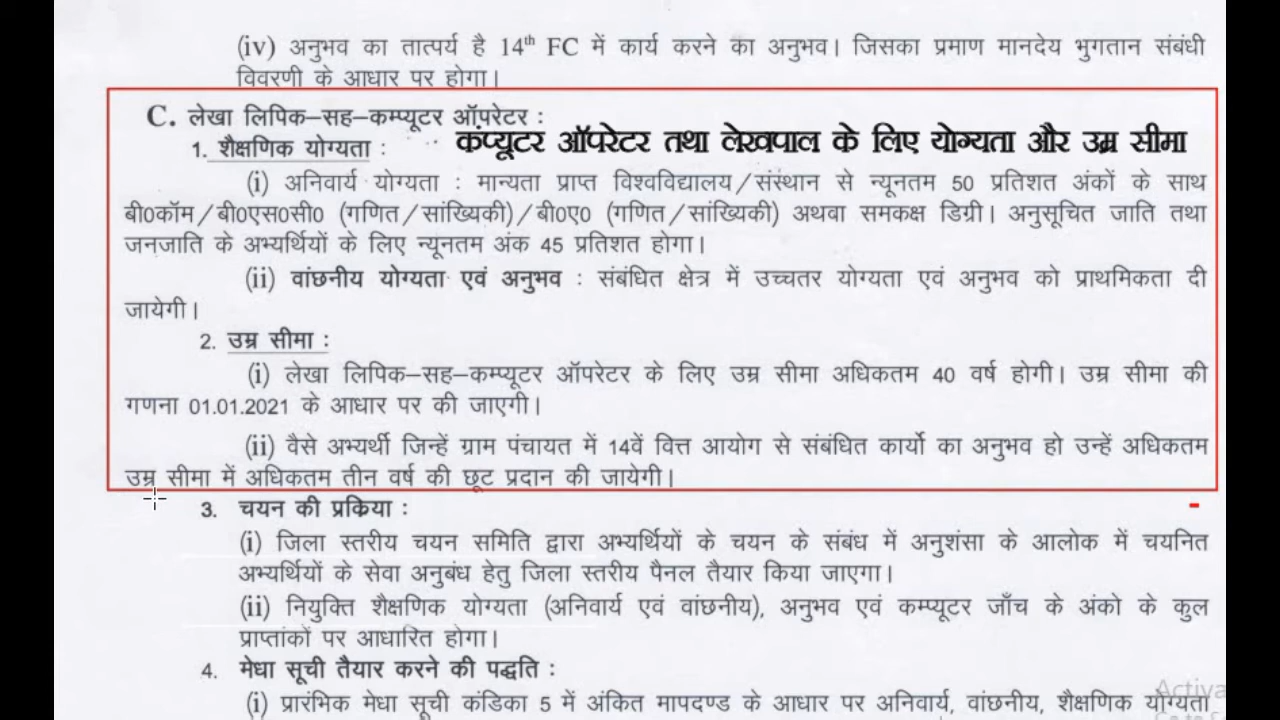 (iv) अनुभव का तात्पर्य है 14th FC में कार्य करने का अनुभव। जिसका प्रमाण मानदेय भुगतान संबंधी
विवरणी के आधार पर होगा।
C. लेखा लिपिक–सह–कम्प्यूटर ऑपरेटर :
कंप्यूटर ऑपरेटर तथा लेखपाल के लिए योग्यता और उम्र सीमा
1. शैक्षणिक योग्यता :
(i) अनिवार्य योग्यता : मान्यता प्राप्त विश्वविद्यालय/संस्थान से न्यूनतम 50 प्रतिशत अंकों के साथ
बी0कॉम/बी0एस0सी0 (गणित/सांख्यिकी)/बी0ए0 (गणित/सांख्यिकी) अथवा समकक्ष डिग्री। अनुसूचित जाति तथा
जनजाति के अभ्यर्थियों के लिए न्यूनतम अंक 45 प्रतिशत होगा।
(ii) वांछनीय योग्यता एवं अनुभव : संबंधित क्षेत्र में उच्चतर योग्यता एवं अनुभव को प्राथमिकता दी
जायेगी।
2. उम्र सीमा :
(i) लेखा लिपिक–सह–कम्प्यूटर ऑपरेटर के लिए उम्र सीमा अधिकतम 40 वर्ष होगी। उम्र सीमा की
गणना 01.01.2021 के आधार पर की जाएगी।
(ii) वैसे अभ्यर्थी जिन्हें ग्राम पंचायत में 14वें वित्त आयोग से संबंधित कार्यो का अनुभव हो उन्हें अधिकतम
उम्र सीमा में अधिकतम तीन वर्ष की छूट प्रदान की जायेगी।
3. चयन की प्रक्रिया :
(i) जिला स्तरीय चयन समिति द्वारा अभ्यर्थियों के चयन के संबंध में अनुशंसा के आलोक में चयनित
अभ्यर्थियों के सेवा अनुबंध हेतु जिला स्तरीय पैनल तैयार किया जाएगा।
(ii) नियुक्ति शैक्षणिक योग्यता (अनिवार्य एवं वांछनीय), अनुभव एवं कम्प्यूटर जाँच के अंको के कुल
प्राप्तांकों पर आधारित होगा।
4. मेधा सूची तैयार करने की पद्धति :
(i) प्रारंभिक मेधा सूची कंडिका 5 में अंकित मापदण्ड के आधार पर अनिवार्य, वांछनीय, शैक्षणिक योग्यता